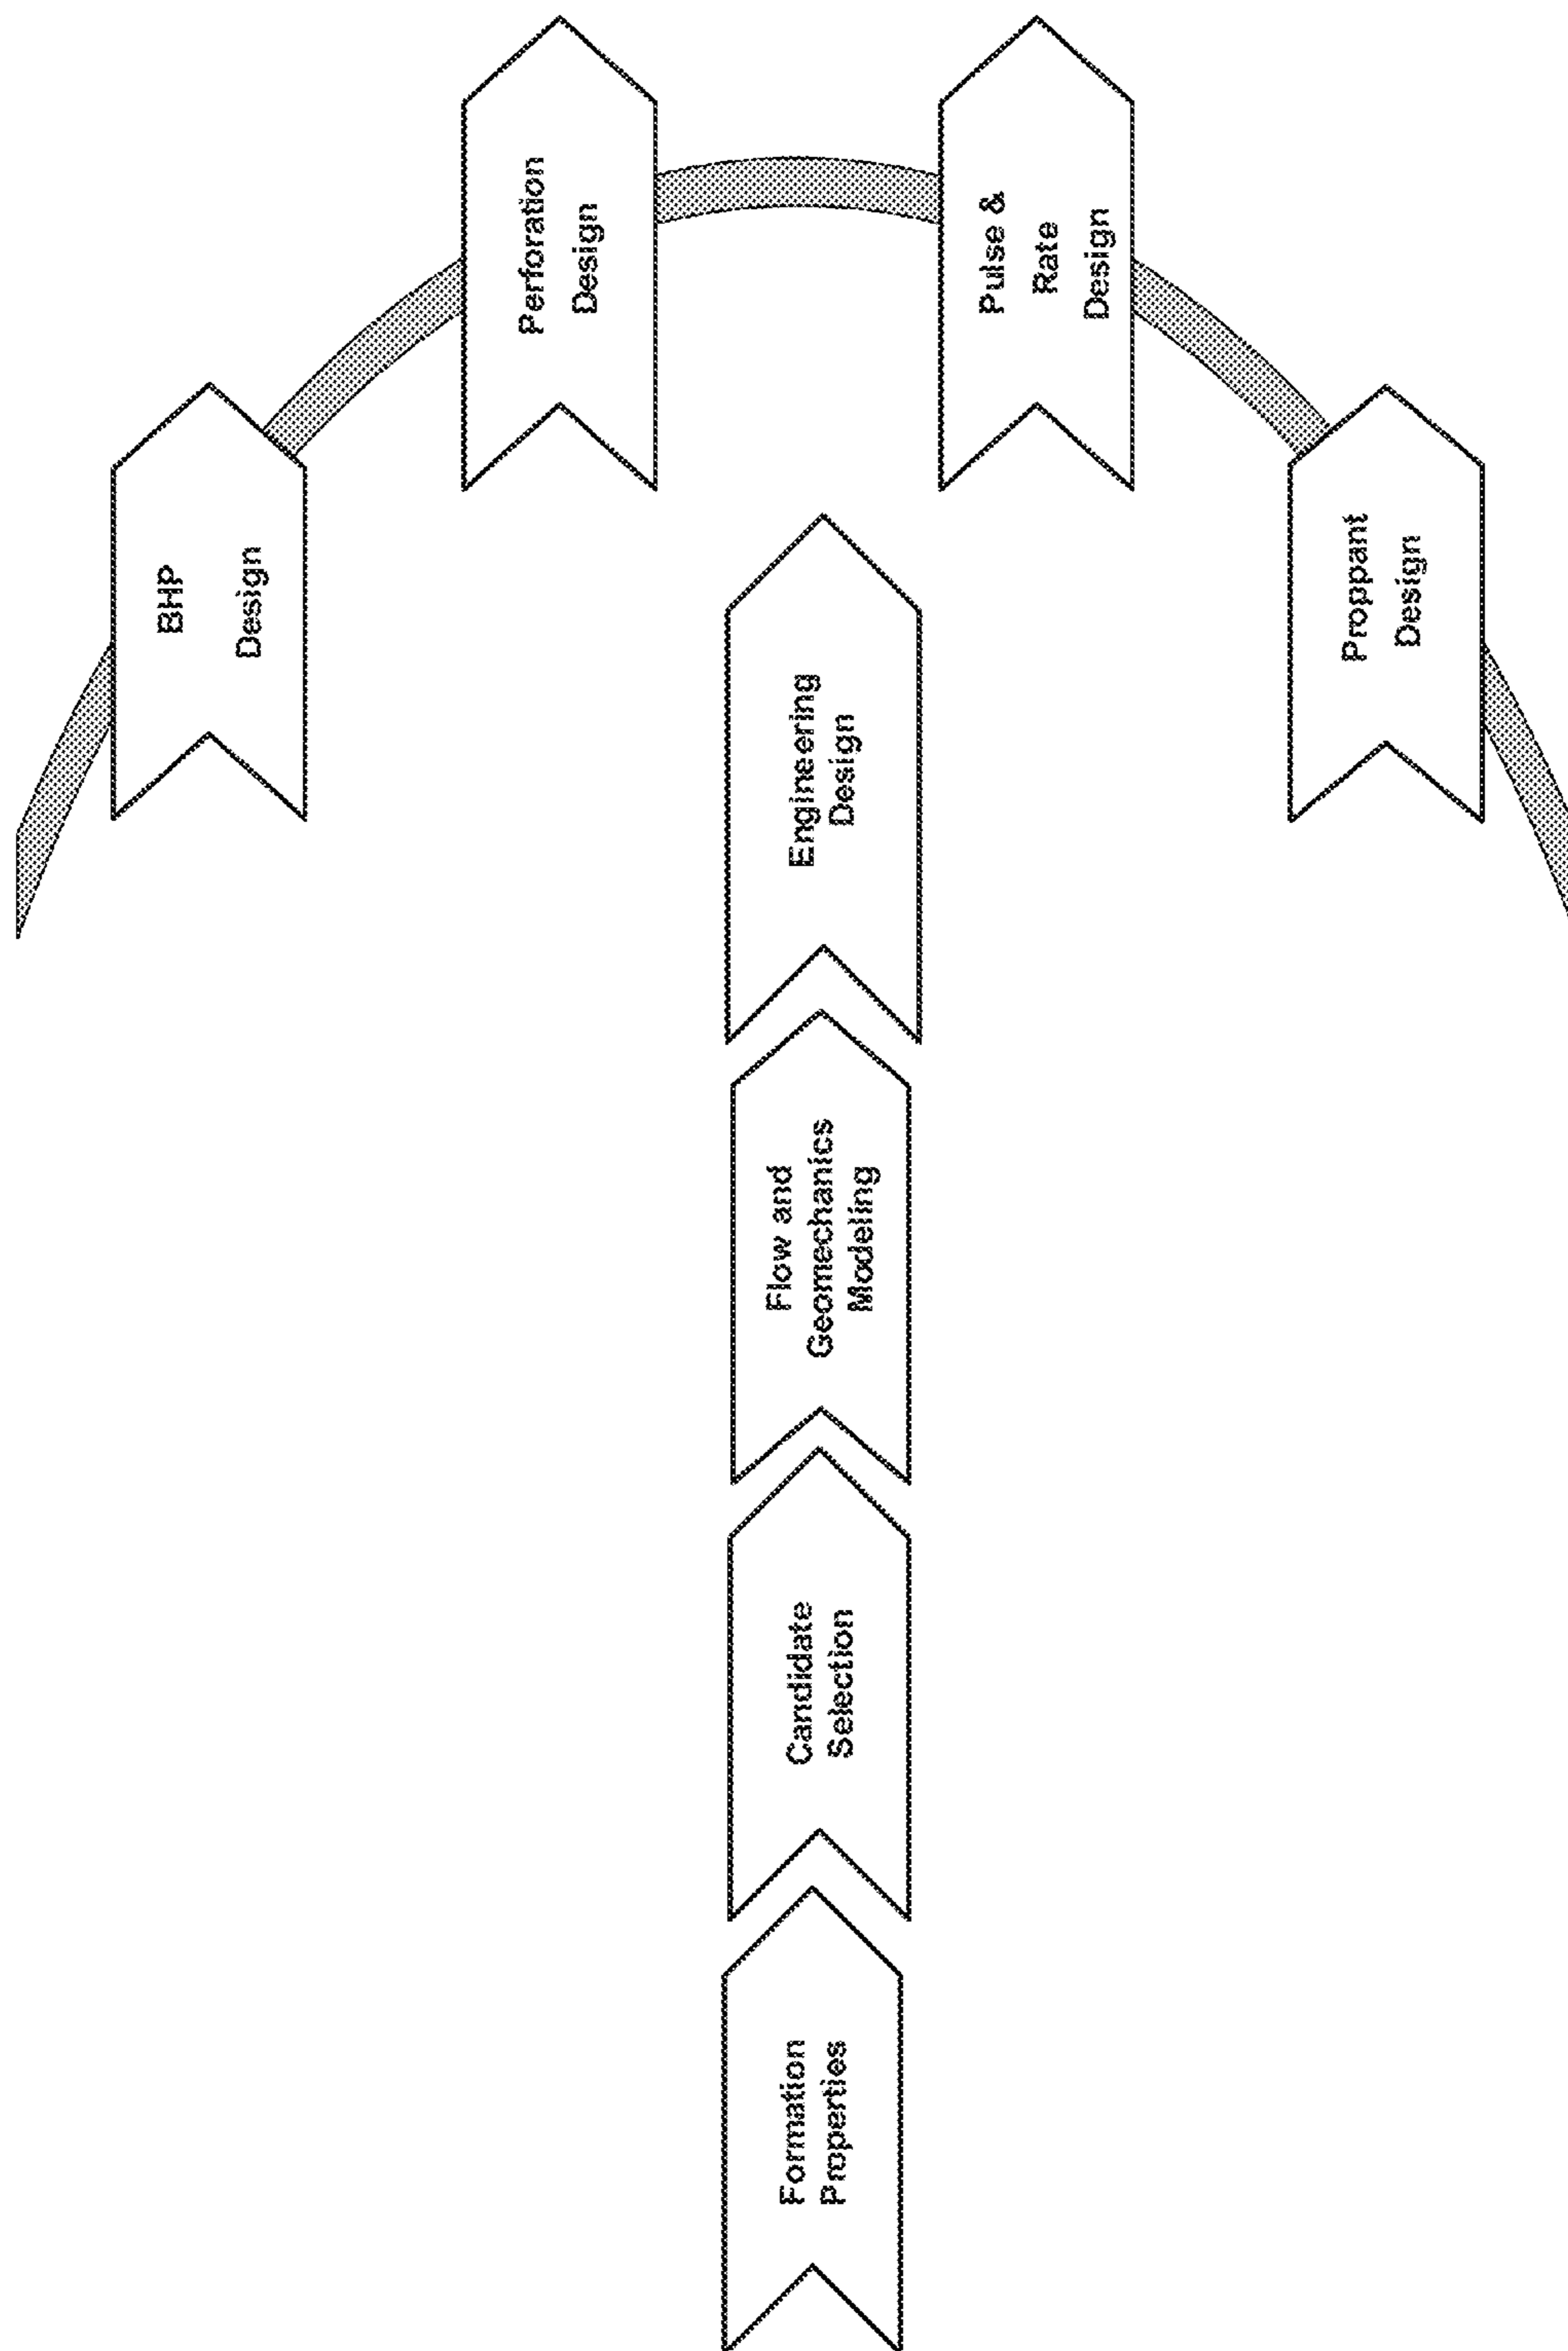 Formation
Properties
Candidate
Selection
Flow and
Geomechanics
Modeling
Engineering
Design
BHP
Design
Perforation
Design
Pulse &
Rate
Design
Proppant
Design